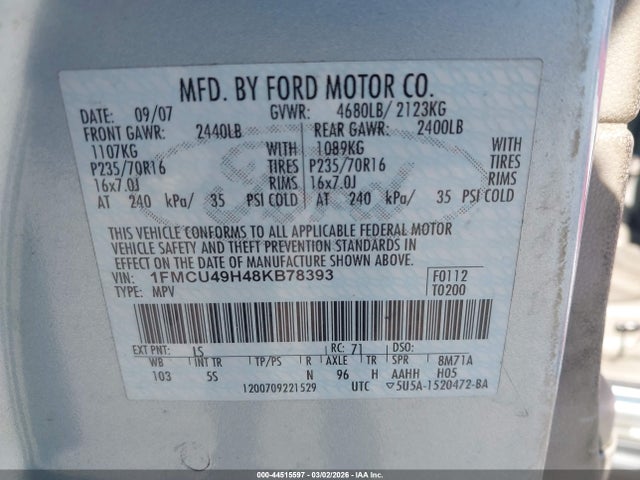 MFD. BY FORD MOTOR CO.
DATE: 09/07 GVWR: 4680LB/ 2123KG
FRONT GAWR: 2440LB REAR GAWR: 2400LB
1107KG WITH 1089KG WITH
P235/70R16 TIRES P235/70R16 TIRES
16x7.0J RIMS 16x7.0J RIMS
AT 240 kPa/ 35 PSI COLD AT 240 kPa/ 35 PSI COLD
THIS VEHICLE CONFORMS TO ALL APPLICABLE FEDERAL MOTOR
VEHICLE SAFETY AND THEFT PREVENTION STANDARDS IN
EFFECT ON THE DATE OF MANUFACTURE SHOWN ABOVE.
VIN: 1FMCU49H48KB78393 F0112
TYPE: MPV T0200
EXT PNT: IS RC: 71 DSO:
WB INT TR TP/PS R AXLE TR SPR 8M71A
103 5S N 96 H AAHH H05
1200709221529 UTC ▽5U5A-1520472-BA
000-44515597 - 03/02/2026 - IAA Inc.